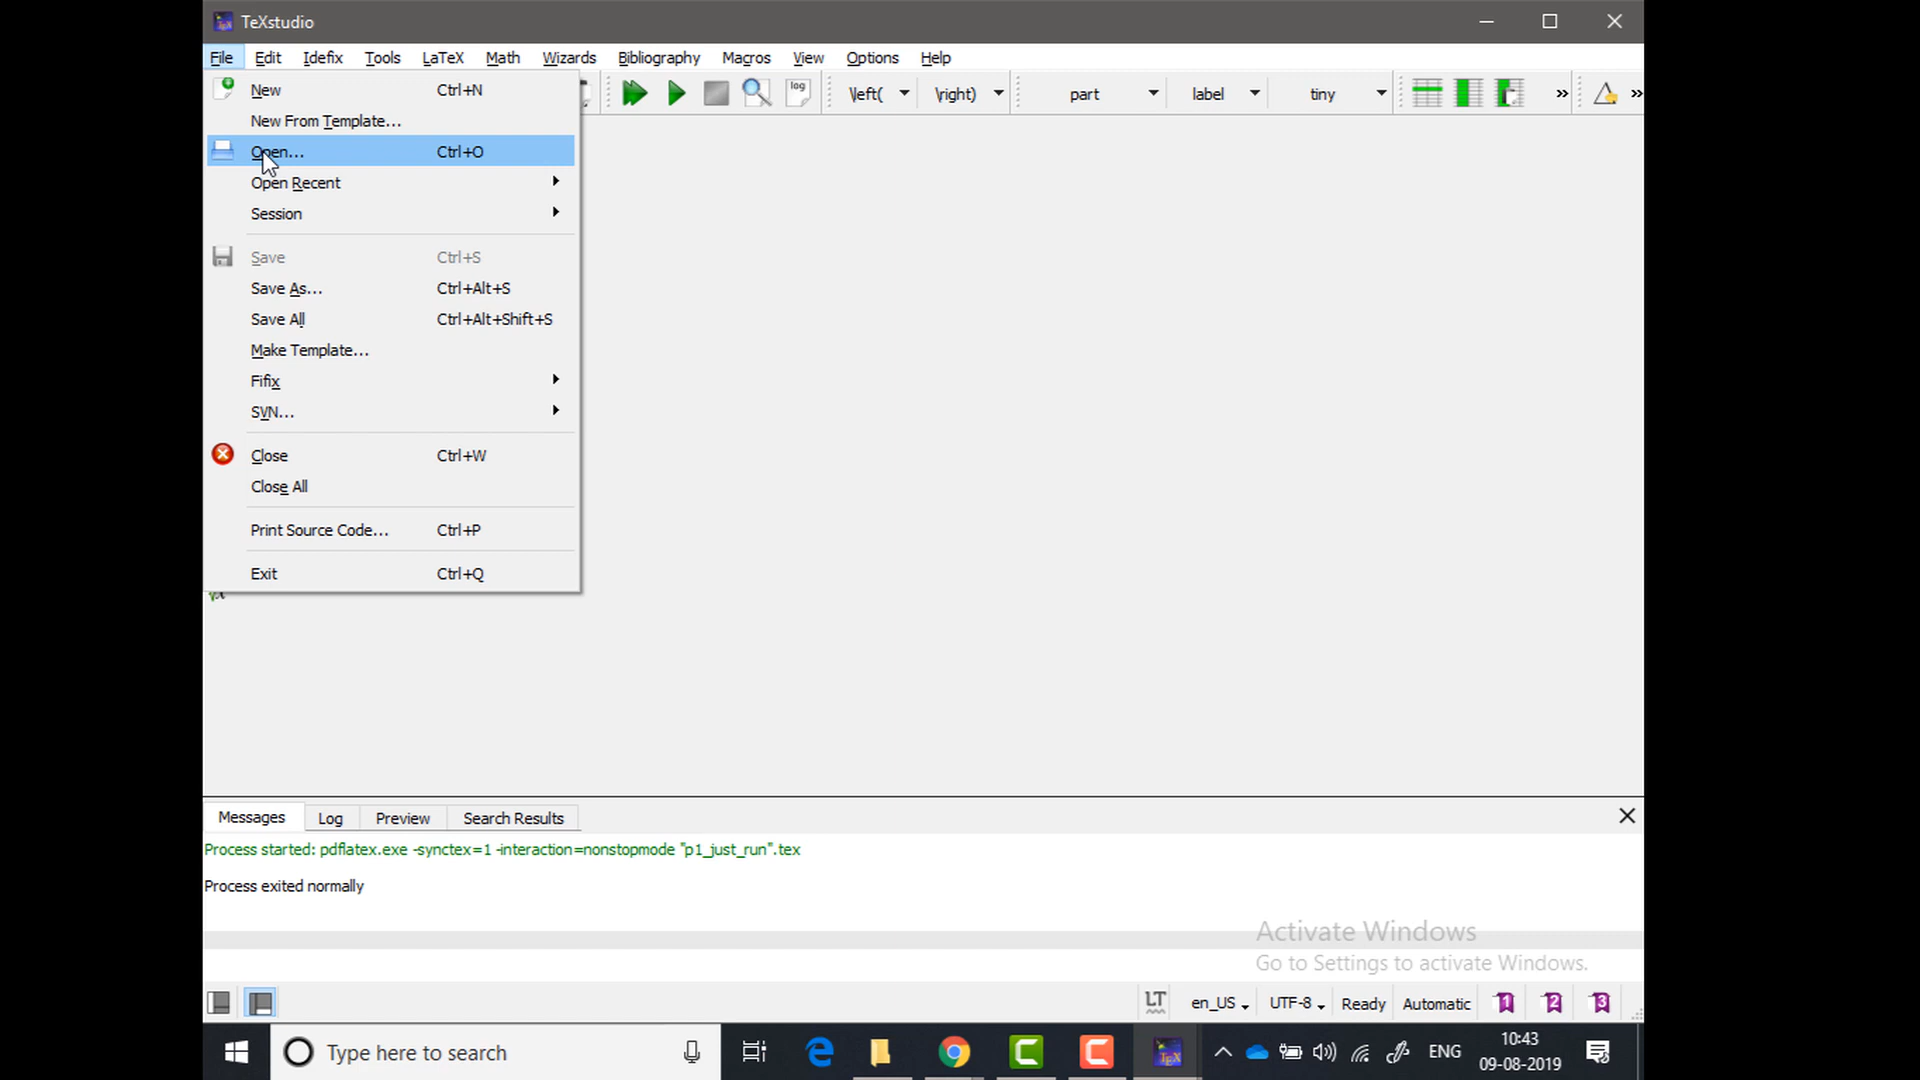 TeXstudio
File Edit Idefix Tools LaTeX Math Wizards Bibliography Macros View Options Help
New Ctrl+N
New From Template...
Open... Ctrl+O
Open Recent
Session
Save Ctrl+S
Save As... Ctrl+Alt+S
Save All Ctrl+Alt+Shift+S
Make Template...
Fifix
SVN...
Close Ctrl+W
Close All
Print Source Code... Ctrl+P
Exit Ctrl+Q
log \left( \right) part label tiny » »
Messages Log Preview Search Results
Process started: pdflatex.exe -synctex=1 -interaction=nonstopmode "p1_just_run".tex
Process exited normally
Activate Windows
Go to Settings to activate Windows.
LT en_US UTF-8 Ready Automatic 1 2 3
Type here to search
TEX
ENG
10:43
09-08-2019